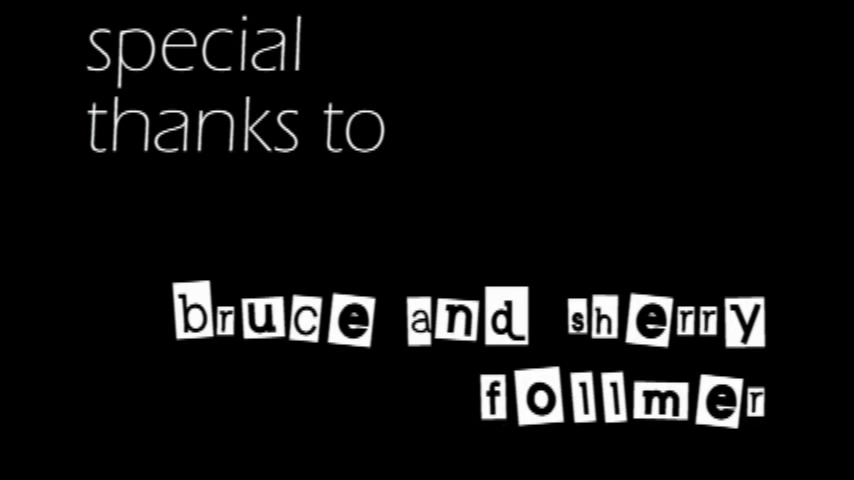 special
thanks to
bruce and sherry
follmer